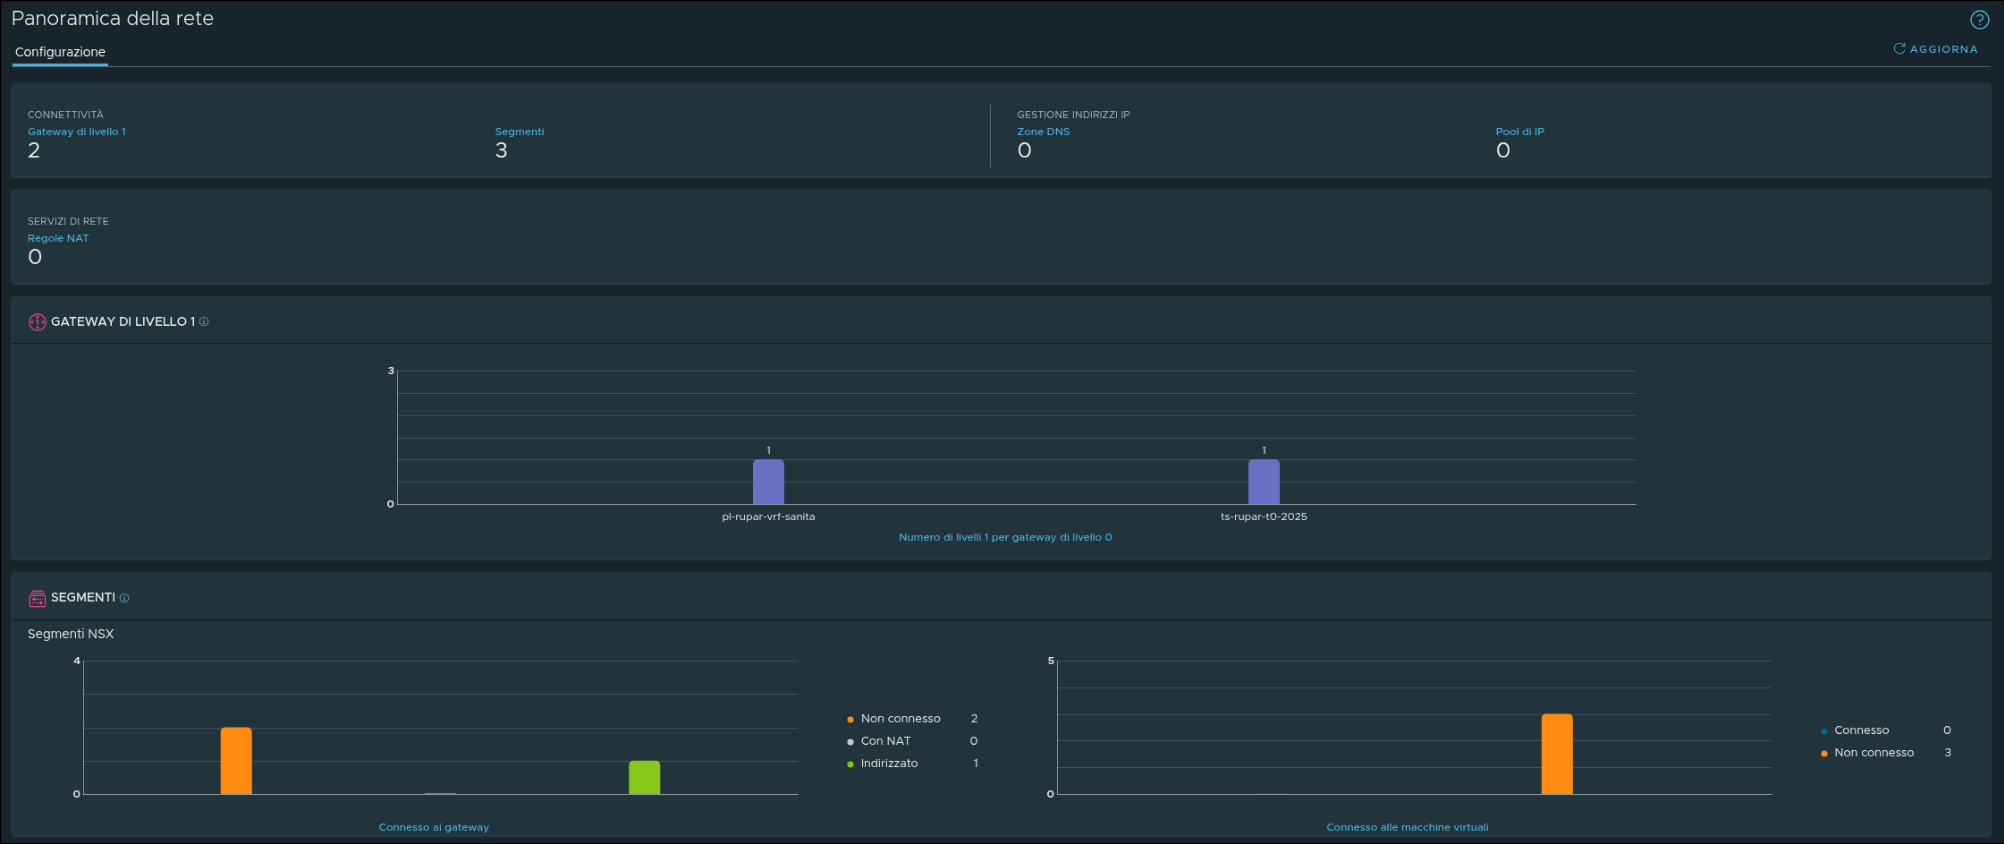 Panoramica della rete
Configurazione
AGGIORNA
CONNETTIVITÀ
Gateway di livello 1
2
Segmenti
3
GESTIONE INDIRIZZI IP
Zone DNS
0
Pool di IP
0
SERVIZI DI RETE
Regole NAT
0
GATEWAY DI LIVELLO 1
3
1
1
0
pl-rupar-vrf-sanita
ts-rupar-t0-2025
Numero di livelli 1 per gateway di livello 0
SEGMENTI
Segmenti NSX
4
0
Non connesso 2
Con NAT 0
Indirizzato 1
Connesso ai gateway
5
0
Connesso 0
Non connesso 3
Connesso alle macchine virtuali